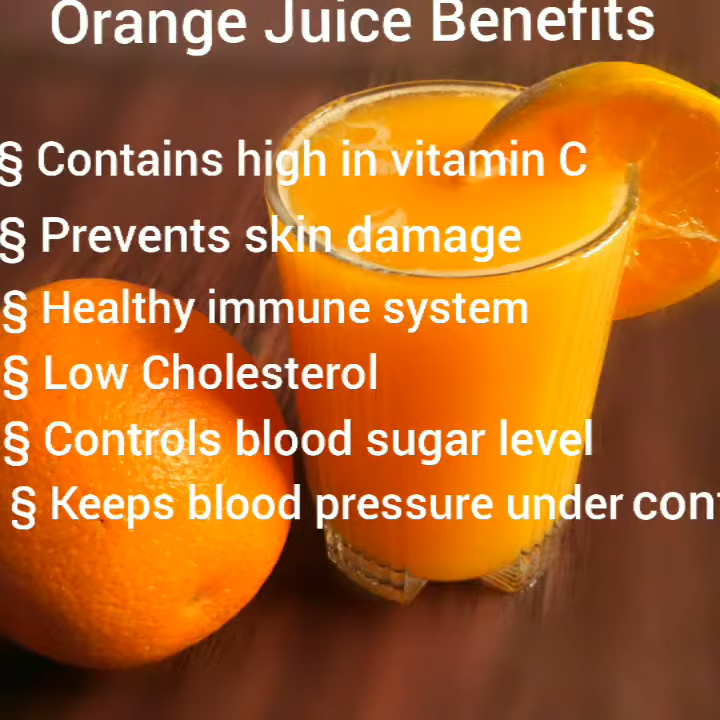 Orange Juice Benefits
§ Contains high in vitamin C
§ Prevents skin damage
§ Healthy immune system
§ Low Cholesterol
§ Controls blood sugar level
§ Keeps blood pressure under